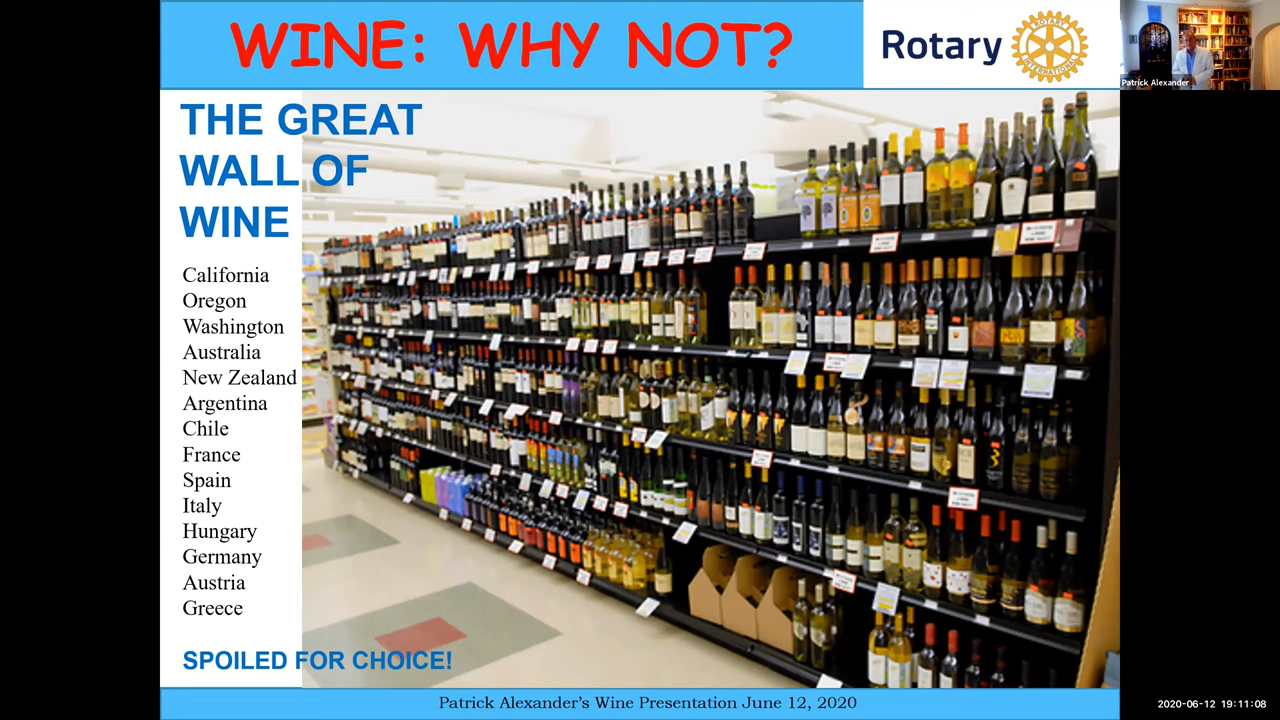 WINE: WHY NOT?
Rotary
ROTARY
INTERNATIONAL
Patrick Alexander
THE GREAT
WALL OF
WINE
California
Oregon
Washington
Australia
New Zealand
Argentina
Chile
France
Spain
Italy
Hungary
Germany
Austria
Greece
SPOILED FOR CHOICE!
Patrick Alexander’s Wine Presentation June 12, 2020
2020-06-12 19:11:08